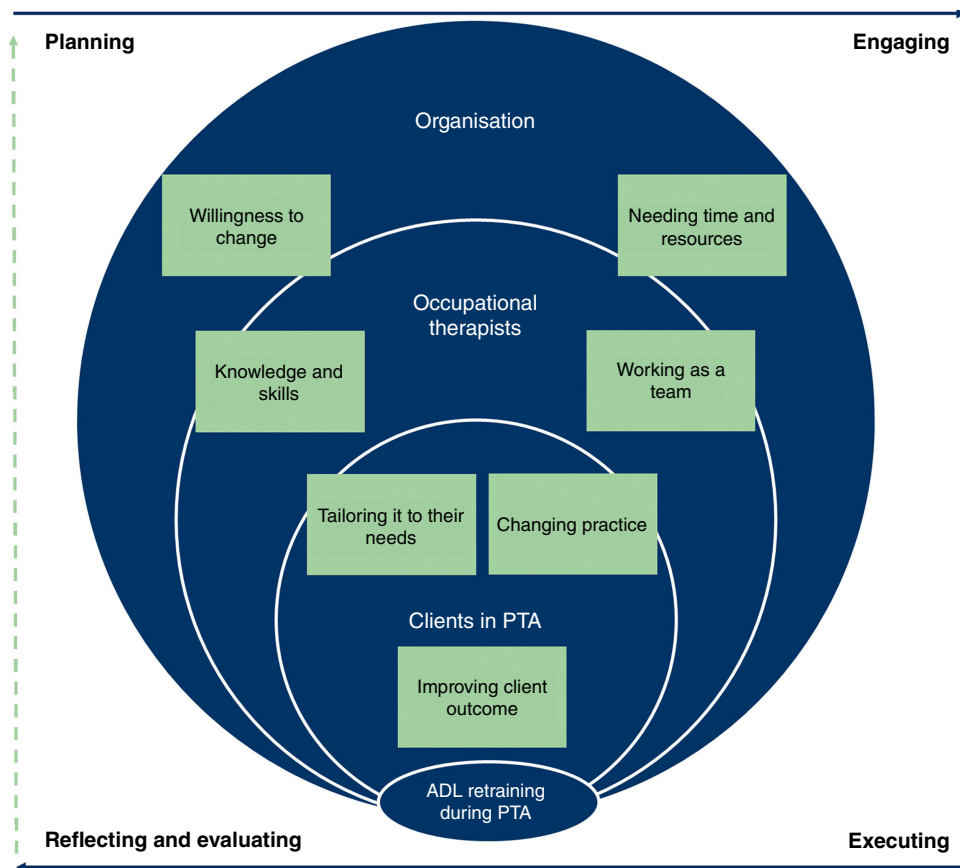 Planning
Engaging
Organisation
Willingness to
change
Needing time and
resources
Occupational
therapists
Knowledge and
skills
Working as a
team
Tailoring it to their
needs
Changing practice
Clients in PTA
Improving client
outcome
ADL retraining
during PTA
Reflecting and evaluating
Executing